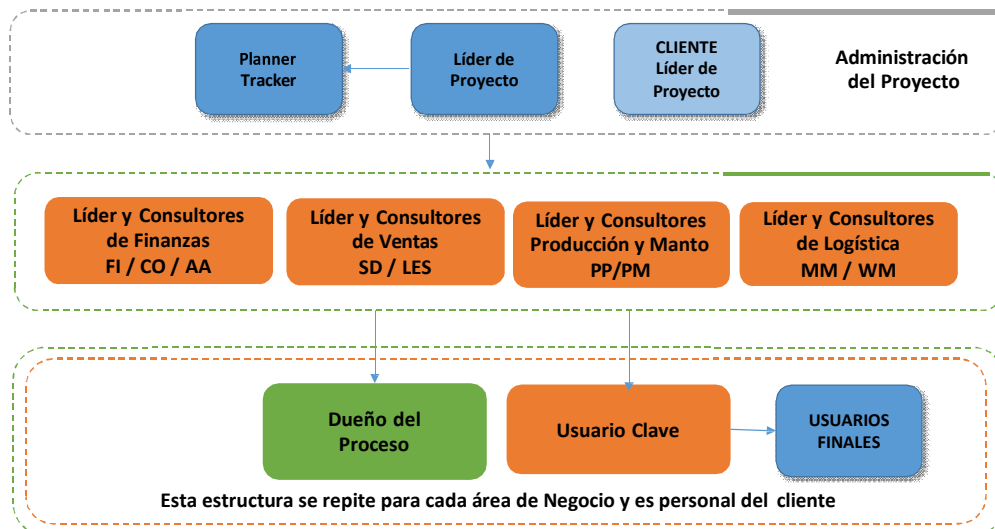 Planner
Tracker
Líder de
Proyecto
CLIENTE
Líder de
Proyecto
Administración
del Proyecto
Líder y Consultores
de Finanzas
FI / CO / AA
Líder y Consultores
de Ventas
SD / LES
Líder y Consultores
Producción y Manto
PP/PM
Líder y Consultores
de Logística
MM / WM
Dueño del
Proceso
Usuario Clave
USUARIOS
FINALES
Esta estructura se repite para cada área de Negocio y es personal del cliente